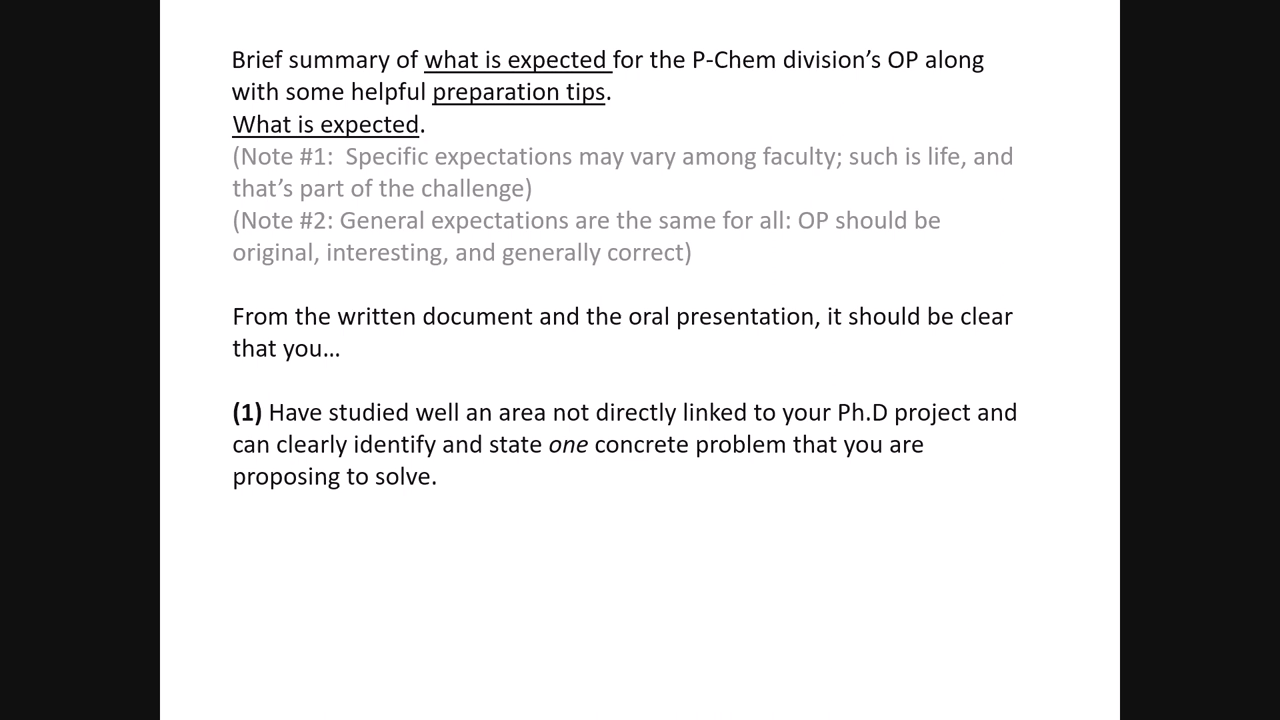 Brief summary of what is expected for the P-Chem division’s OP along
with some helpful preparation tips.
What is expected.
(Note #1:  Specific expectations may vary among faculty; such is life, and
that’s part of the challenge)
(Note #2: General expectations are the same for all: OP should be
original, interesting, and generally correct)
From the written document and the oral presentation, it should be clear
that you…
(1) Have studied well an area not directly linked to your Ph.D project and
can clearly identify and state one concrete problem that you are
proposing to solve.